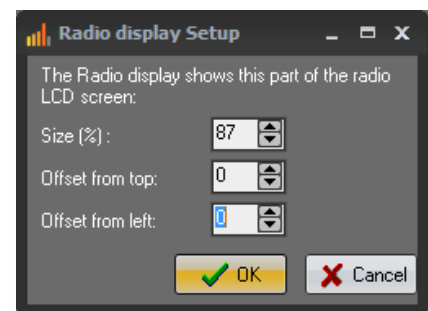 Radio display Setup
The Radio display shows this part of the radio
LCD screen:
Size (%) : 87
Offset from top: 0
Offset from left: 0
OK Cancel